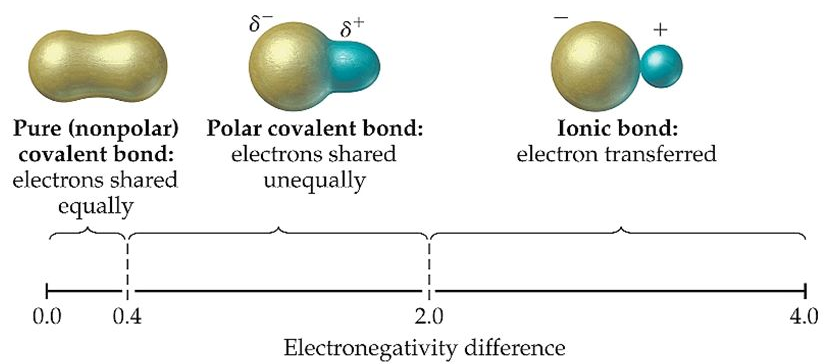 δ⁻ δ⁺
− +
Pure (nonpolar)
covalent bond:
electrons shared
equally
Polar covalent bond:
electrons shared
unequally
Ionic bond:
electron transferred
0.0 0.4 2.0 4.0
Electronegativity difference